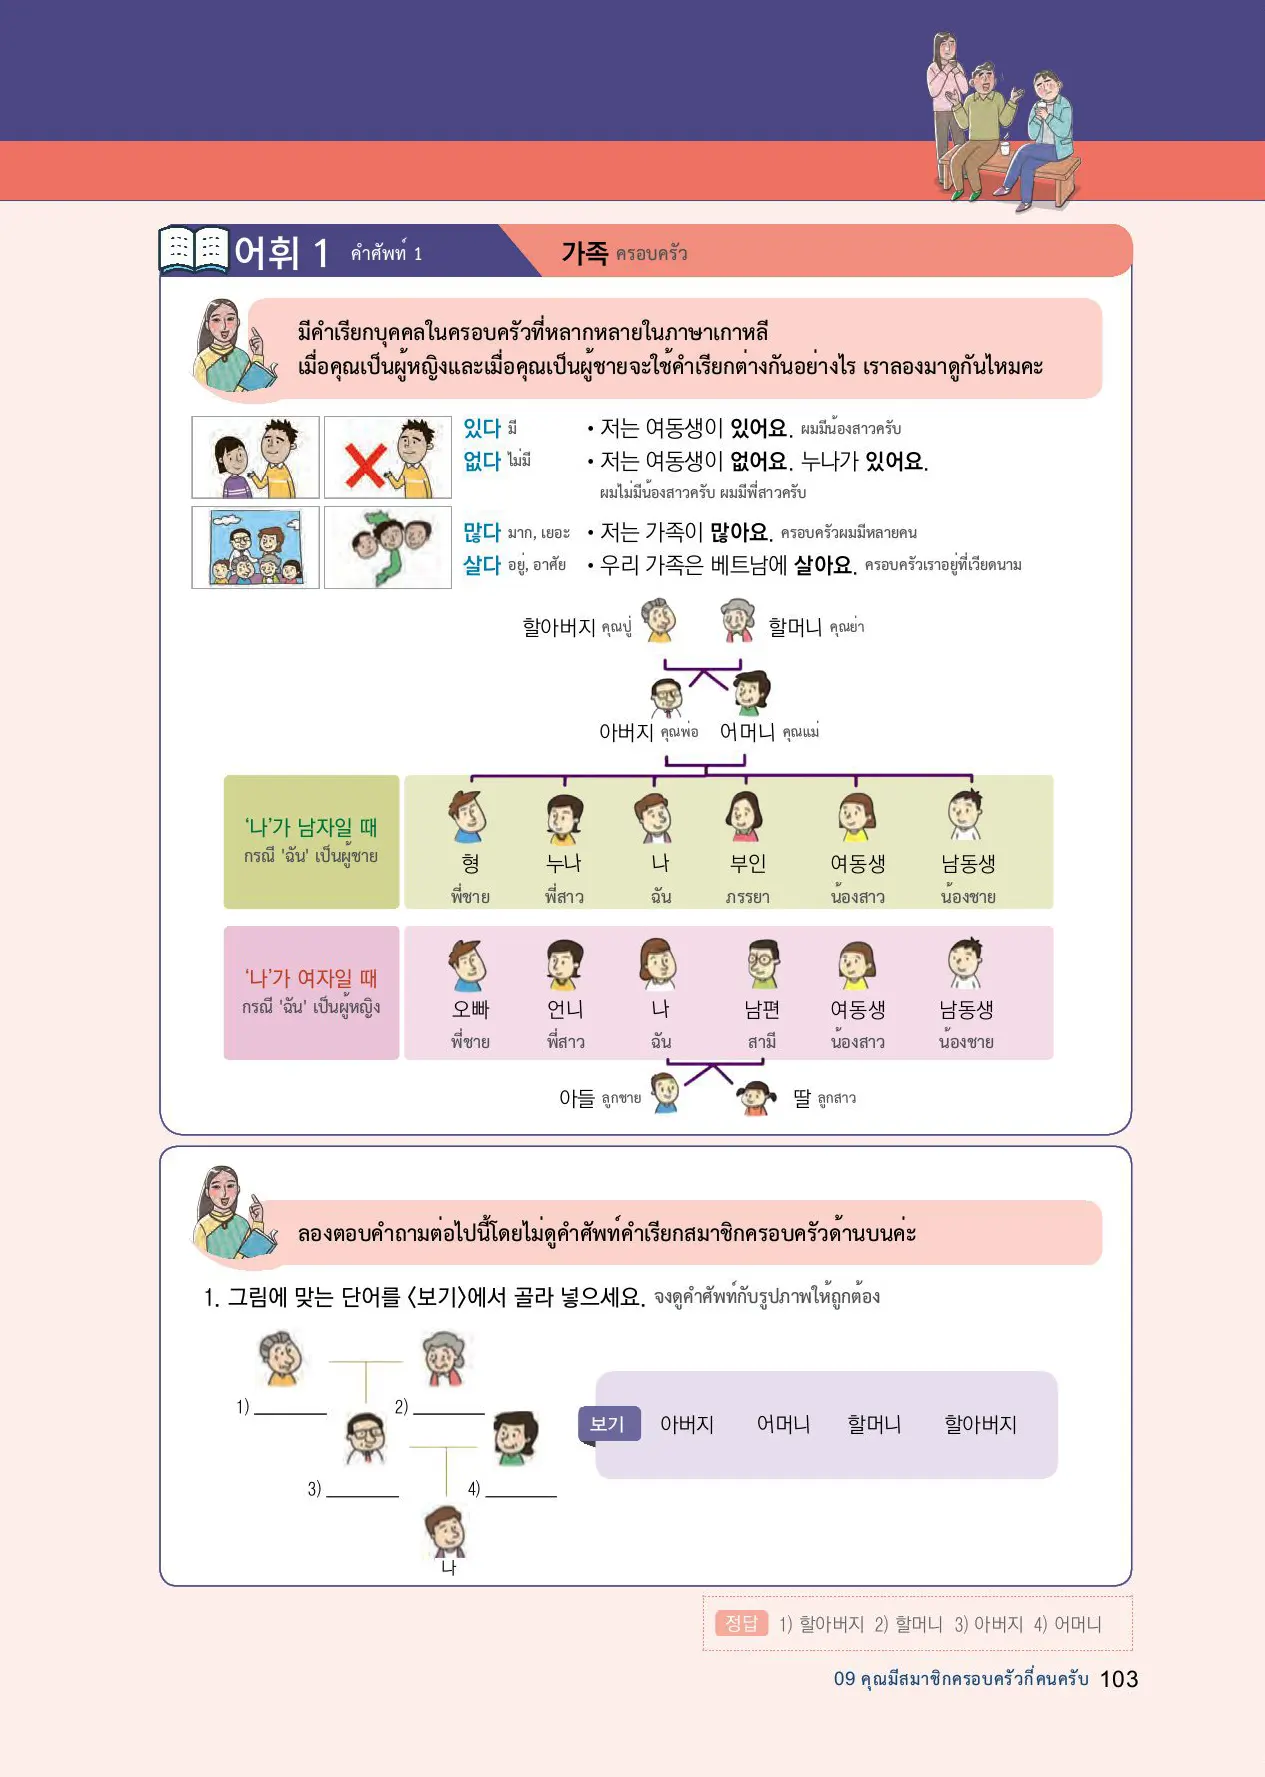 어휘 1 คำศัพท์ 1 가족 ครอบครัว
มีคำเรียกบุคคลในครอบครัวที่หลากหลายในภาษาเกาหลี
เมื่อคุณเป็นผู้หญิงและเมื่อคุณเป็นผู้ชายจะใช้คำเรียกต่างกันอย่างไร เราลองมาดูกันไหมคะ
있다 มี • 저는 여동생이 있어요. ผมมีน้องสาวครับ
없다 ไม่มี • 저는 여동생이 없어요. 누나가 있어요.
ผมไม่มีน้องสาวครับ ผมมีพี่สาวครับ
많다 มาก, เยอะ • 저는 가족이 많아요. ครอบครัวผมมีหลายคน
살다 อยู่, อาศัย • 우리 가족은 베트남에 살아요. ครอบครัวเราอยู่ที่เวียดนาม
할아버지 คุณปู่ 할머니 คุณย่า
아버지 คุณพ่อ 어머니 คุณแม่
‘나’가 남자일 때
กรณี 'ฉัน' เป็นผู้ชาย
형 누나 나 부인 여동생 남동생
พี่ชาย พี่สาว ฉัน ภรรยา น้องสาว น้องชาย
‘나’가 여자일 때
กรณี 'ฉัน' เป็นผู้หญิง
오빠 언니 나 남편 여동생 남동생
พี่ชาย พี่สาว ฉัน สามี น้องสาว น้องชาย
아들 ลูกชาย 딸 ลูกสาว
ลองตอบคำถามต่อไปนี้โดยไม่ดูคำศัพท์คำเรียกสมาชิกครอบครัวด้านบนค่ะ
1. 그림에 맞는 단어를 〈보기〉에서 골라 넣으세요. จงดูคำศัพท์กับรูปภาพให้ถูกต้อง
1) ________ 2) ________
보기 아버지 어머니 할머니 할아버지
3) ________ 4) ________
나
정답 1) 할아버지 2) 할머니 3) 아버지 4) 어머니
09 คุณมีสมาชิกครอบครัวกี่คนครับ 103